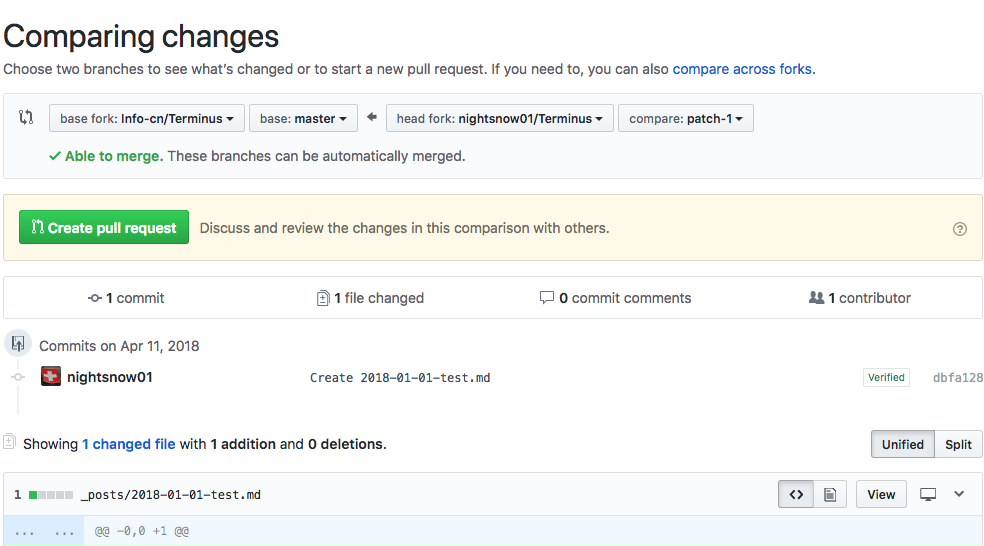 Comparing changes
Choose two branches to see what's changed or to start a new pull request. If you need to, you can also compare across forks.
base fork: Info-cn/Terminus base: master head fork: nightsnow01/Terminus compare: patch-1
Able to merge. These branches can be automatically merged.
Create pull request Discuss and review the changes in this comparison with others.
1 commit 1 file changed 0 commit comments 1 contributor
Commits on Apr 11, 2018
nightsnow01 Create 2018-01-01-test.md Verified dbfa128
Showing 1 changed file with 1 addition and 0 deletions. Unified Split
1 _posts/2018-01-01-test.md <> View
... ... @@ -0,0 +1 @@